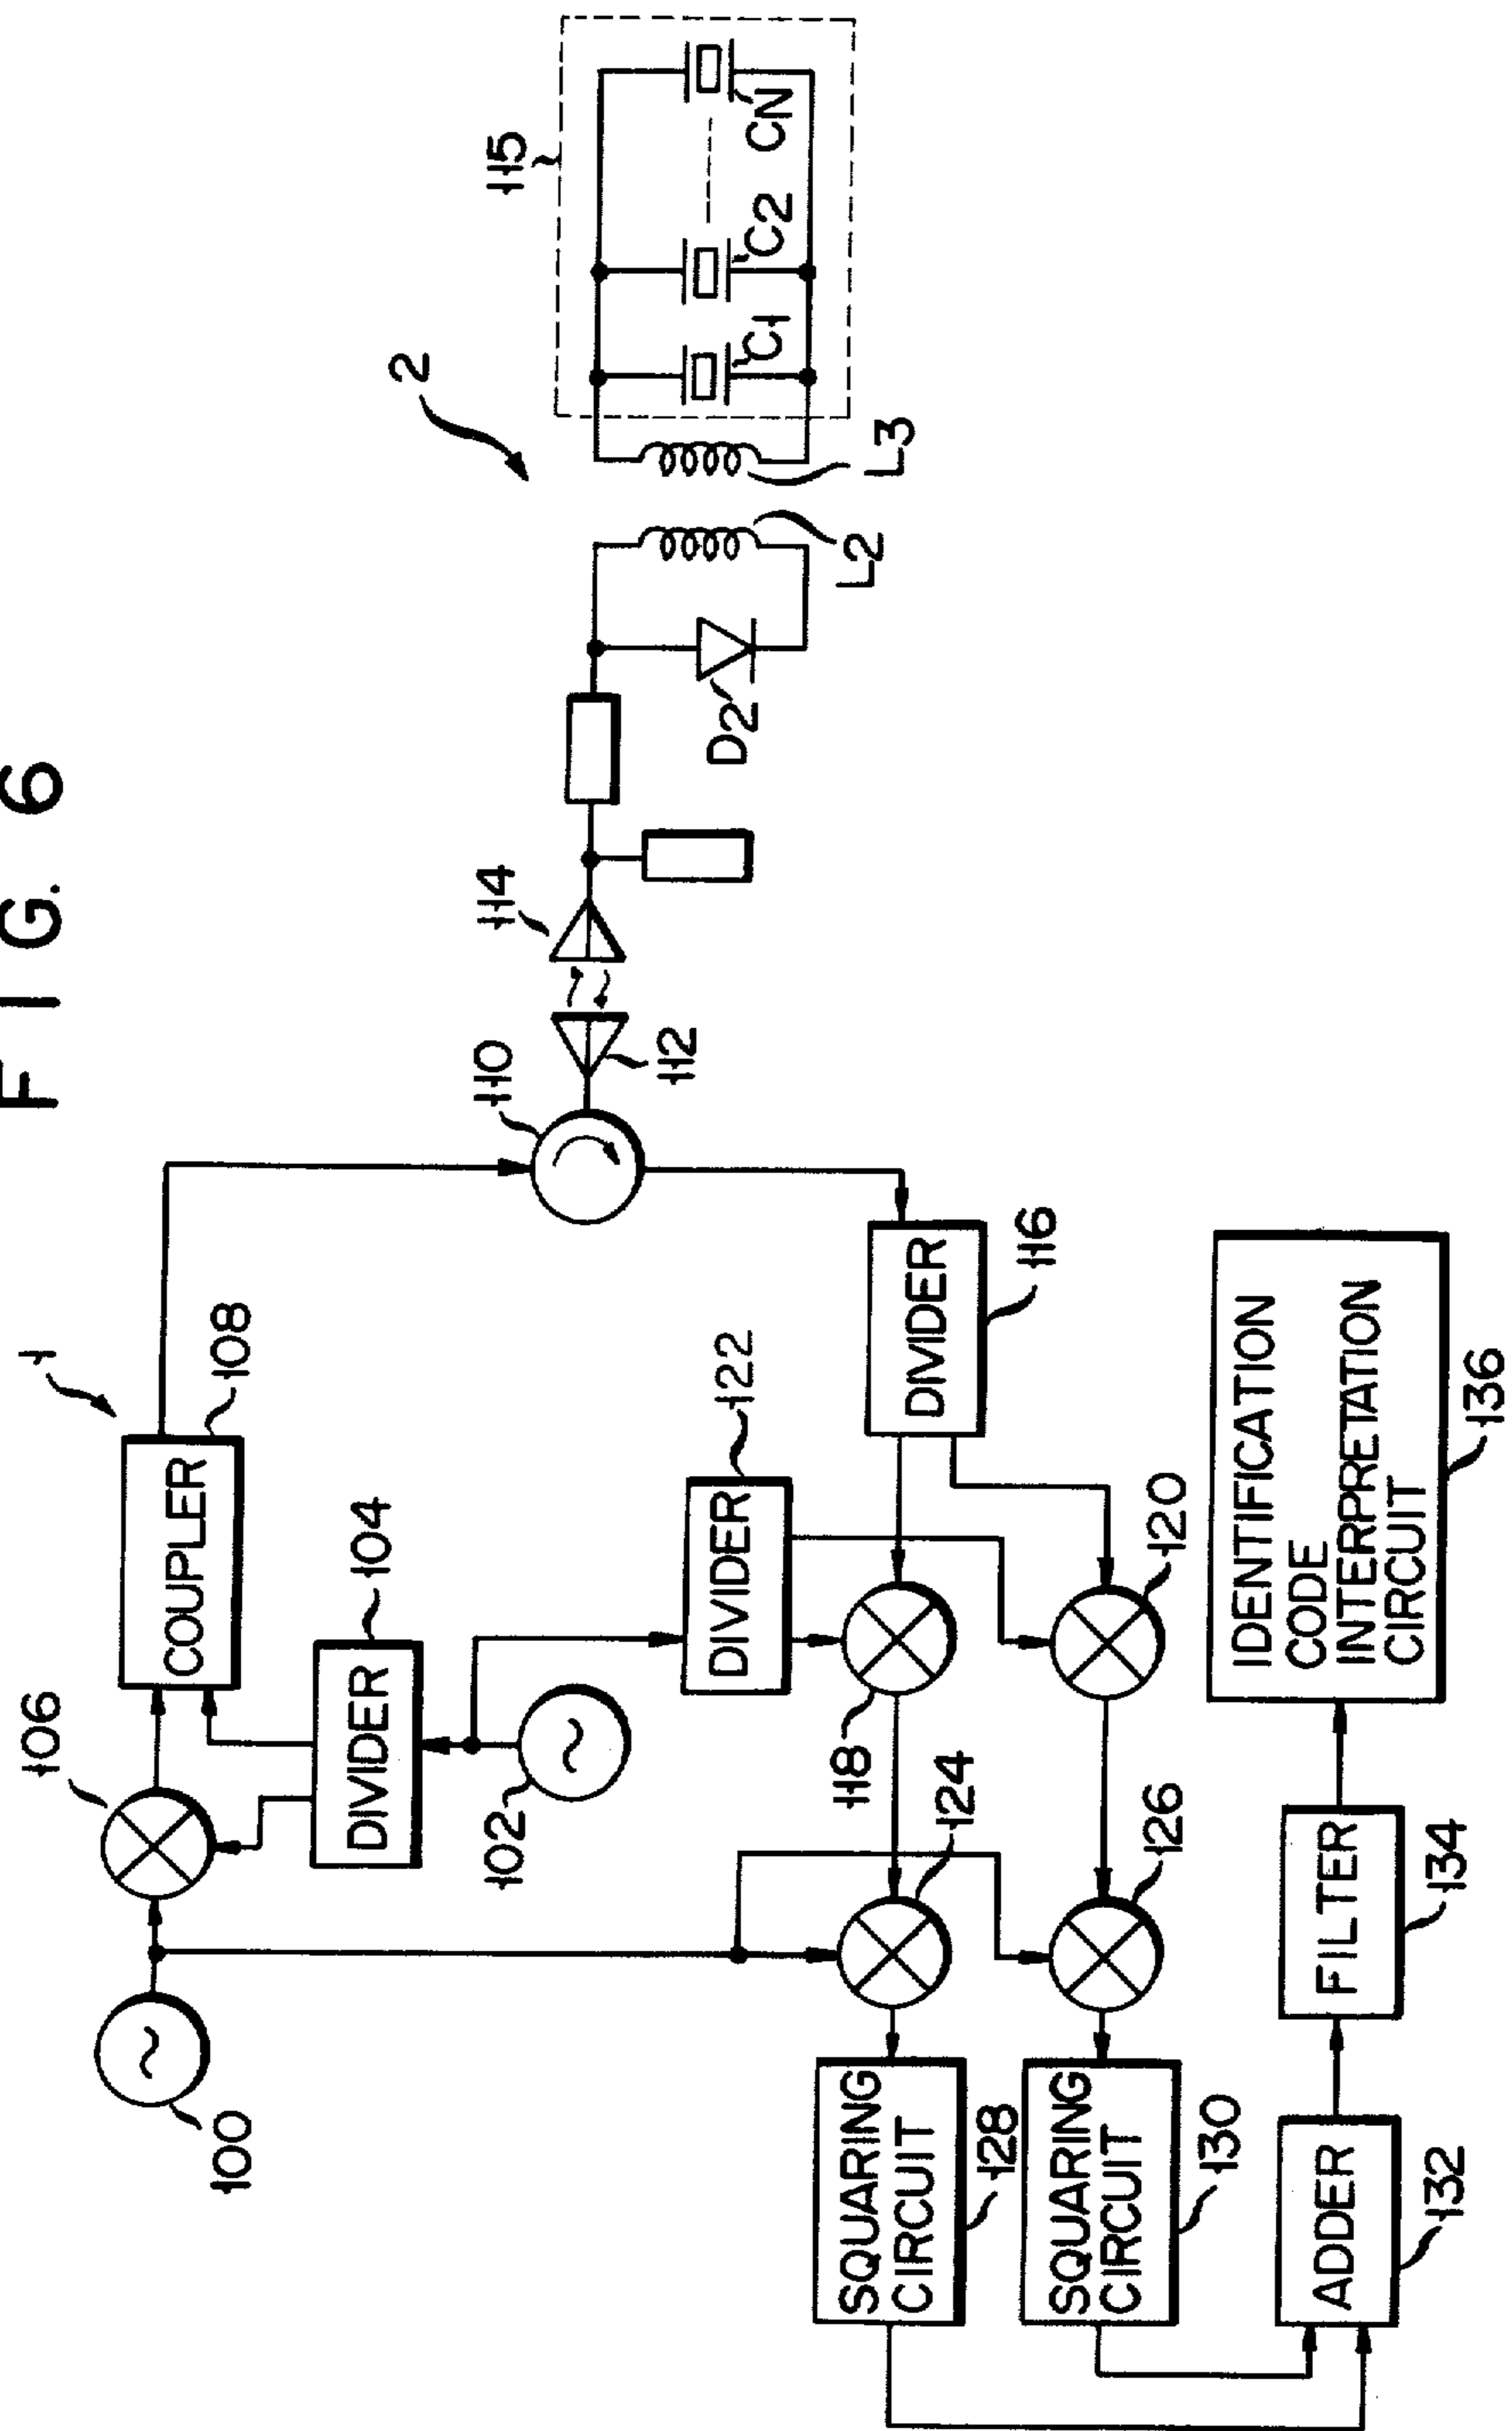 FIG. 6
1
2
100
102
104
106
108
110
112
114
115
116
118
120
122
124
126
128
130
132
134
136
COUPLER
DIVIDER
DIVIDER
DIVIDER
SQUARING
CIRCUIT
SQUARING
CIRCUIT
ADDER
FILTER
IDENTIFICATION
CODE
INTERPRETATION
CIRCUIT
D2
L2
L3
C1
C2
CN